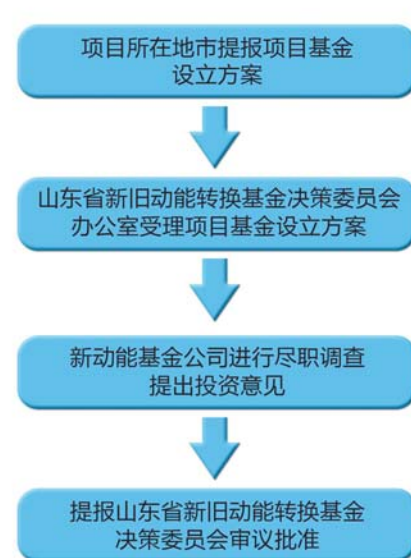 项目所在地市提报项目基金
设立方案
山东省新旧动能转换基金决策委员会
办公室受理项目基金设立方案
新动能基金公司进行尽职调查
提出投资意见
提报山东省新旧动能转换基金
决策委员会审议批准